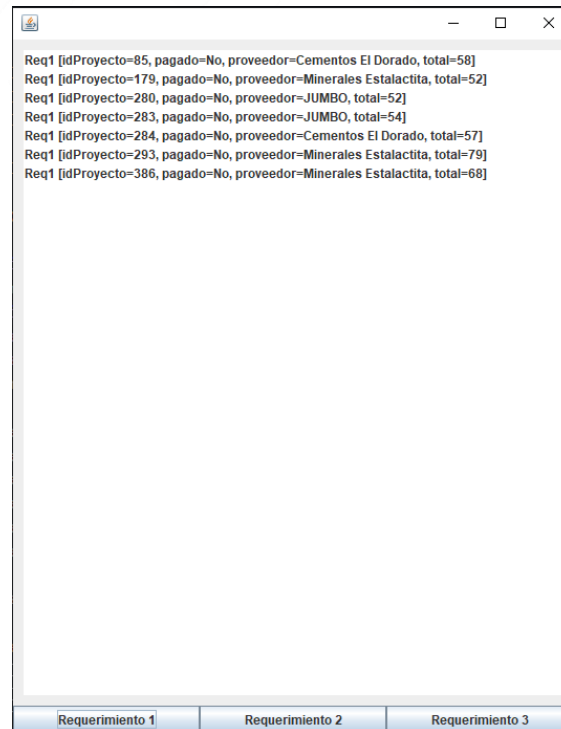 Req1 [idProyecto=85, pagado=No, proveedor=Cementos El Dorado, total=58]
Req1 [idProyecto=179, pagado=No, proveedor=Minerales Estalactita, total=52]
Req1 [idProyecto=280, pagado=No, proveedor=JUMBO, total=52]
Req1 [idProyecto=283, pagado=No, proveedor=JUMBO, total=54]
Req1 [idProyecto=284, pagado=No, proveedor=Cementos El Dorado, total=57]
Req1 [idProyecto=293, pagado=No, proveedor=Minerales Estalactita, total=79]
Req1 [idProyecto=386, pagado=No, proveedor=Minerales Estalactita, total=68]
Requerimiento 1 Requerimiento 2 Requerimiento 3